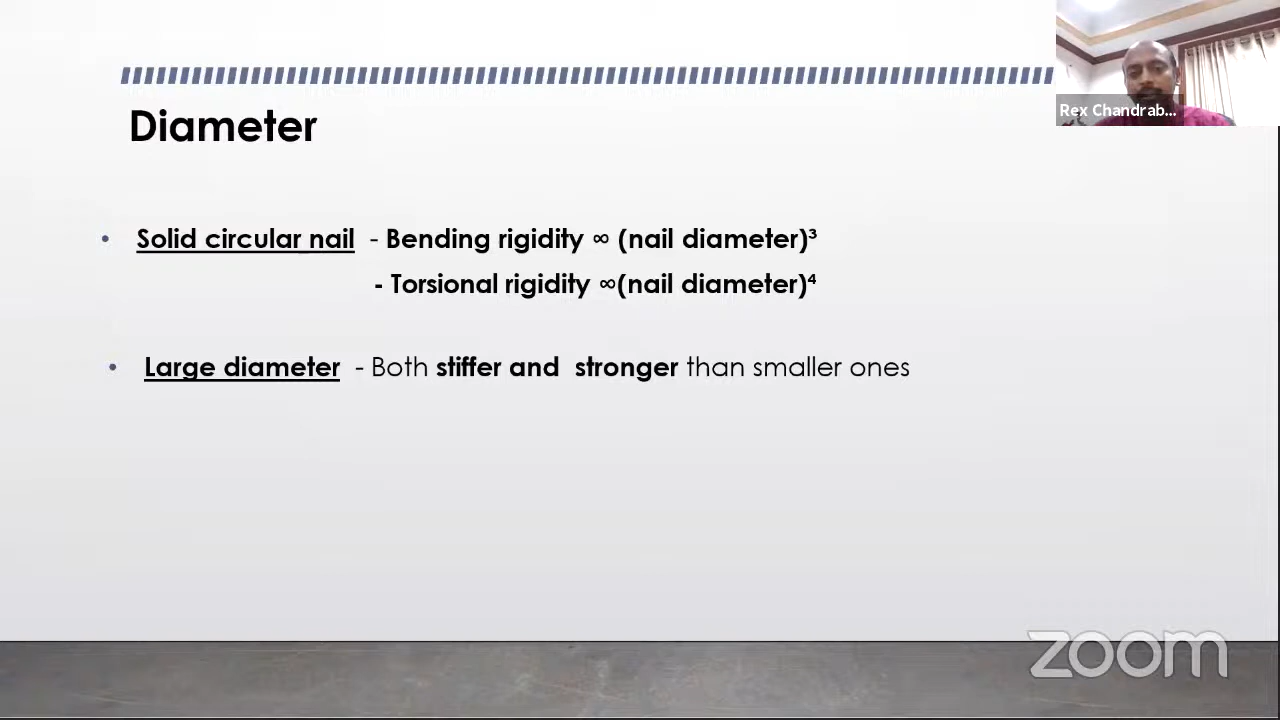 Rex Chandrab...
Diameter
• Solid circular nail - Bending rigidity ∞ (nail diameter)³
- Torsional rigidity ∞(nail diameter)⁴
• Large diameter - Both stiffer and stronger than smaller ones
zoom